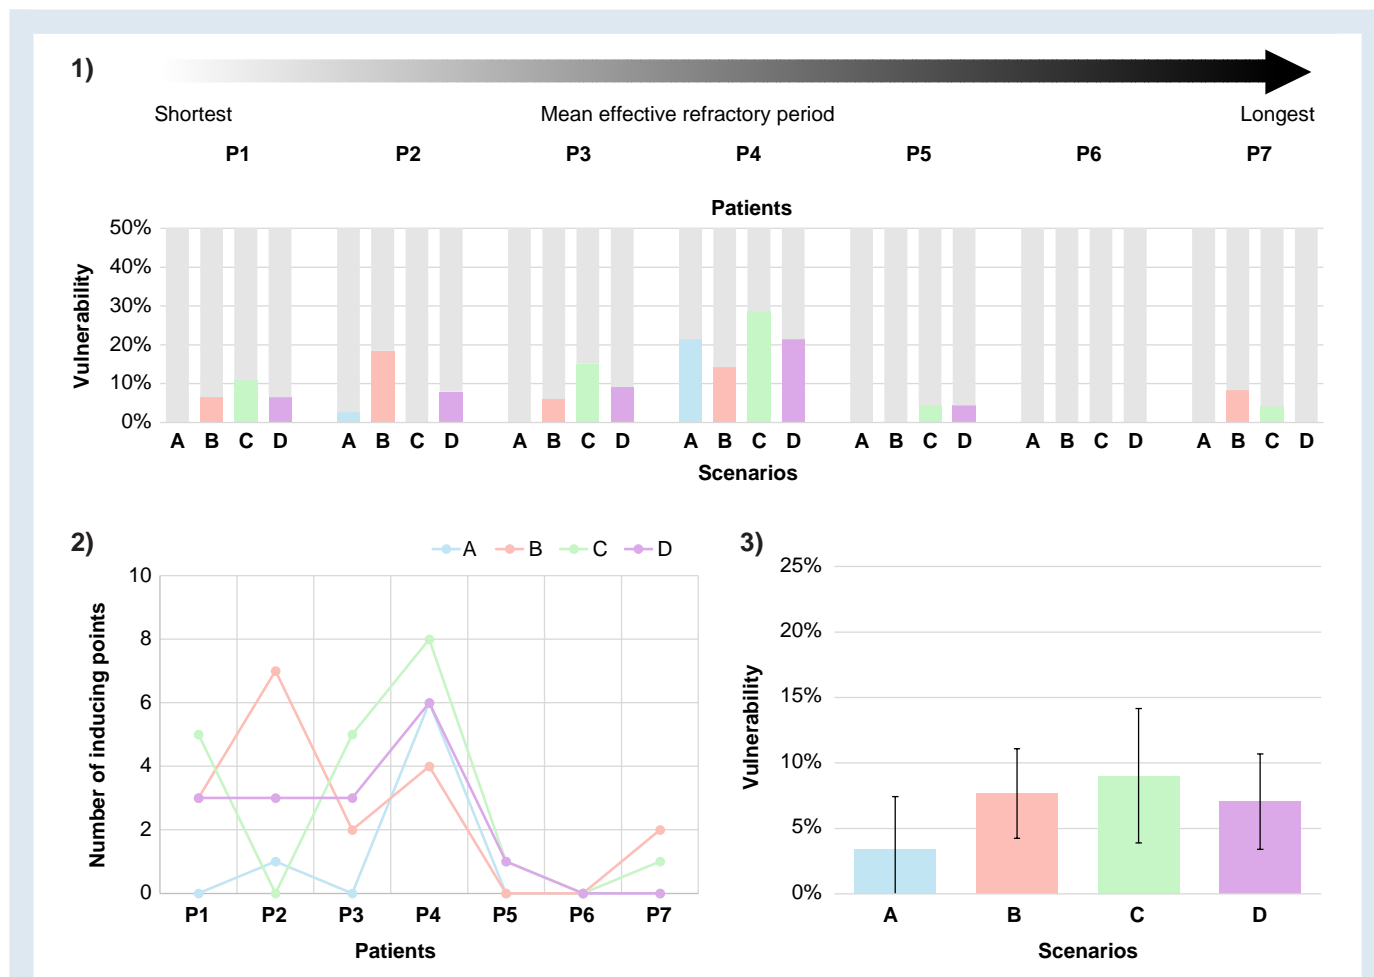 1)
Shortest Mean effective refractory period Longest
P1 P2 P3 P4 P5 P6 P7
Patients
Vulnerability
50%
40%
30%
20%
10%
0%
A B C D A B C D A B C D A B C D A B C D A B C D A B C D
Scenarios
2)
A B C D
Number of inducing points
10
8
6
4
2
0
P1 P2 P3 P4 P5 P6 P7
Patients
3)
Vulnerability
25%
20%
15%
10%
5%
0%
A B C D
Scenarios